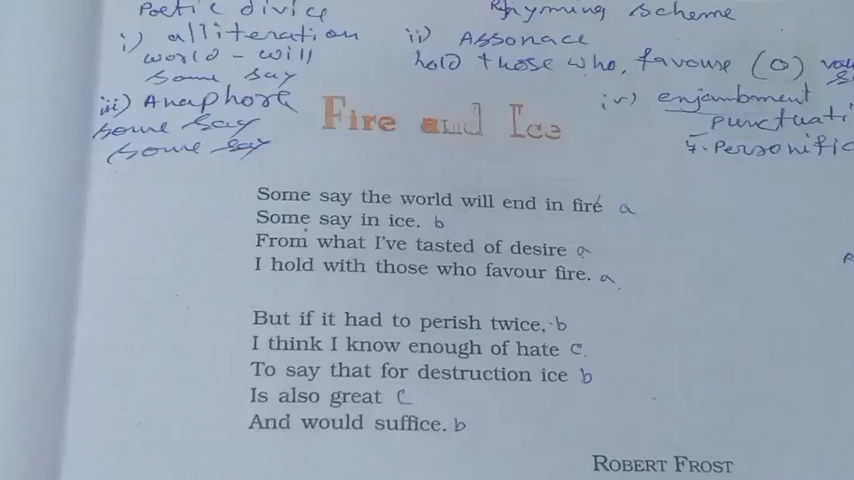 Poetic divice
Rhyming scheme
i) alliteration
world - will
some say
ii) Assonace
hold those who, favouse (o)
iii) Anaphora
some say
some say
iv) enjambment
Punctuati
Personific
Fire and Ice
Some say the world will end in fire a
Some say in ice. b
From what I've tasted of desire a
I hold with those who favour fire. a
But if it had to perish twice, b
I think I know enough of hate c
To say that for destruction ice b
Is also great c
And would suffice. b
ROBERT FROST